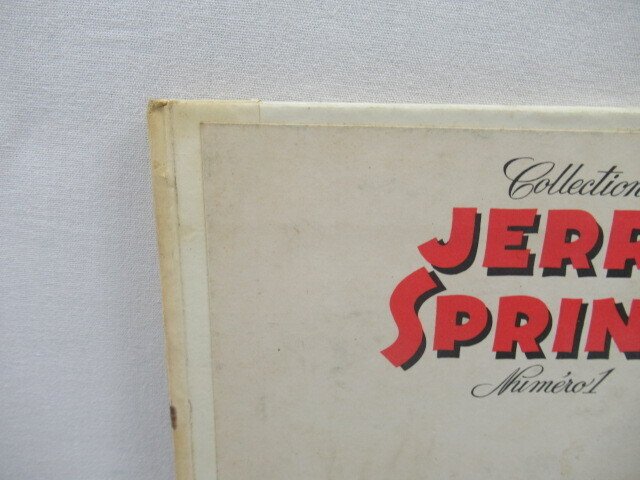 Collection
JERR
SPRIN
Numéro 1